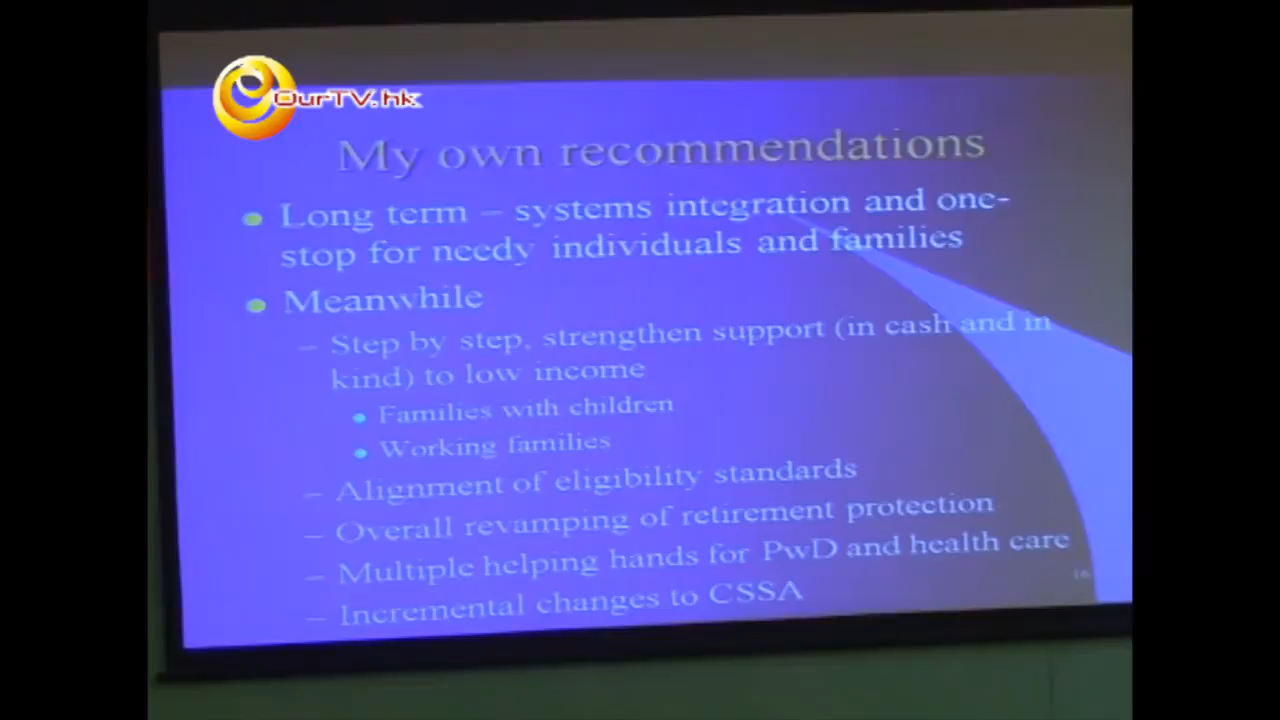 OurTV.hk
My own recommendations
Long term – systems integration and one-
stop for needy individuals and families
Meanwhile
– Step by step, strengthen support (in cash and in
kind) to low income
Families with children
Working families
– Alignment of eligibility standards
– Overall revamping of retirement protection
– Multiple helping hands for PwD and health care
– Incremental changes to CSSA
16